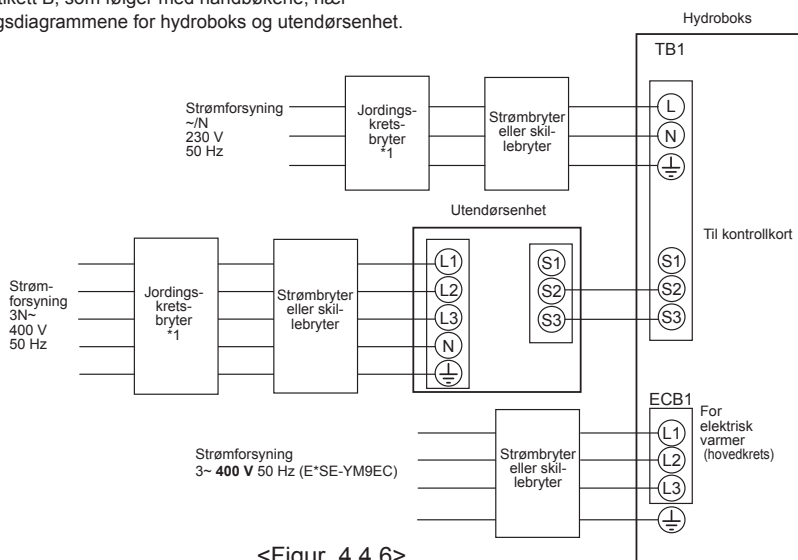 tikett B, som følger med håndbøkene, nær
gsdiagrammene for hydroboks og utendørsenhet.
Hydroboks
TB1
Strømforsyning
~/N
230 V
50 Hz
Jordings-
krets-
bryter
*1
Strømbryter
eller skil-
lebryter
L
N
Utendørsenhet
Til kontrollkort
Strøm-
forsyning
3N~
400 V
50 Hz
Jordings-
krets-
bryter
*1
Strømbryter
eller skil-
lebryter
L1
L2
L3
N
S1
S2
S3
S1
S2
S3
ECB1
For
elektrisk
varmer
(hovedkrets)
Strømforsyning
3~ 400 V 50 Hz (E*SE-YM9EC)
Strømbryter
eller skil-
lebryter
L1
L2
L3
<Figur 4.4.6>